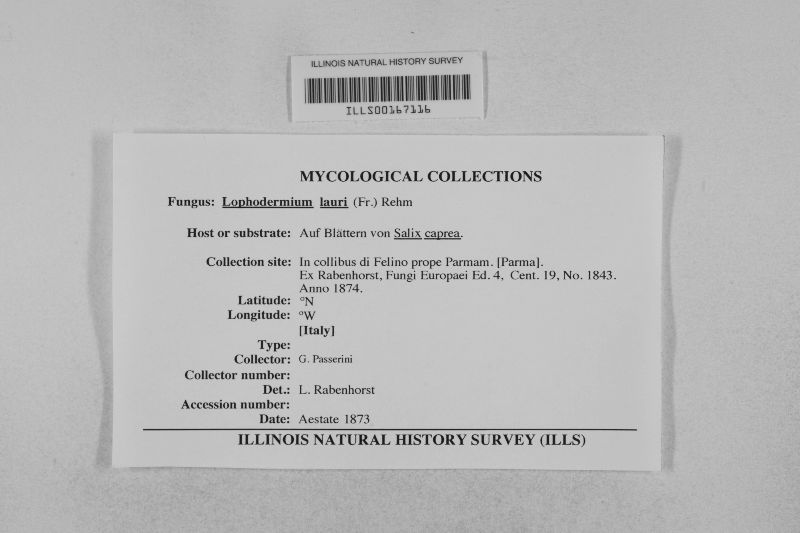 ILLINOIS NATURAL HISTORY SURVEY
ILLS00167116
MYCOLOGICAL COLLECTIONS
Fungus: Lophodermium lauri (Fr.) Rehm
Host or substrate: Auf Blättern von Salix caprea.
Collection site: In collibus di Felino prope Parmam. [Parma].
Ex Rabenhorst, Fungi Europaei Ed. 4, Cent. 19, No. 1843.
Anno 1874.
Latitude: °N
Longitude: °W
[Italy]
Type:
Collector: G. Passerini
Collector number:
Det.: L. Rabenhorst
Accession number:
Date: Aestate 1873
ILLINOIS NATURAL HISTORY SURVEY (ILLS)